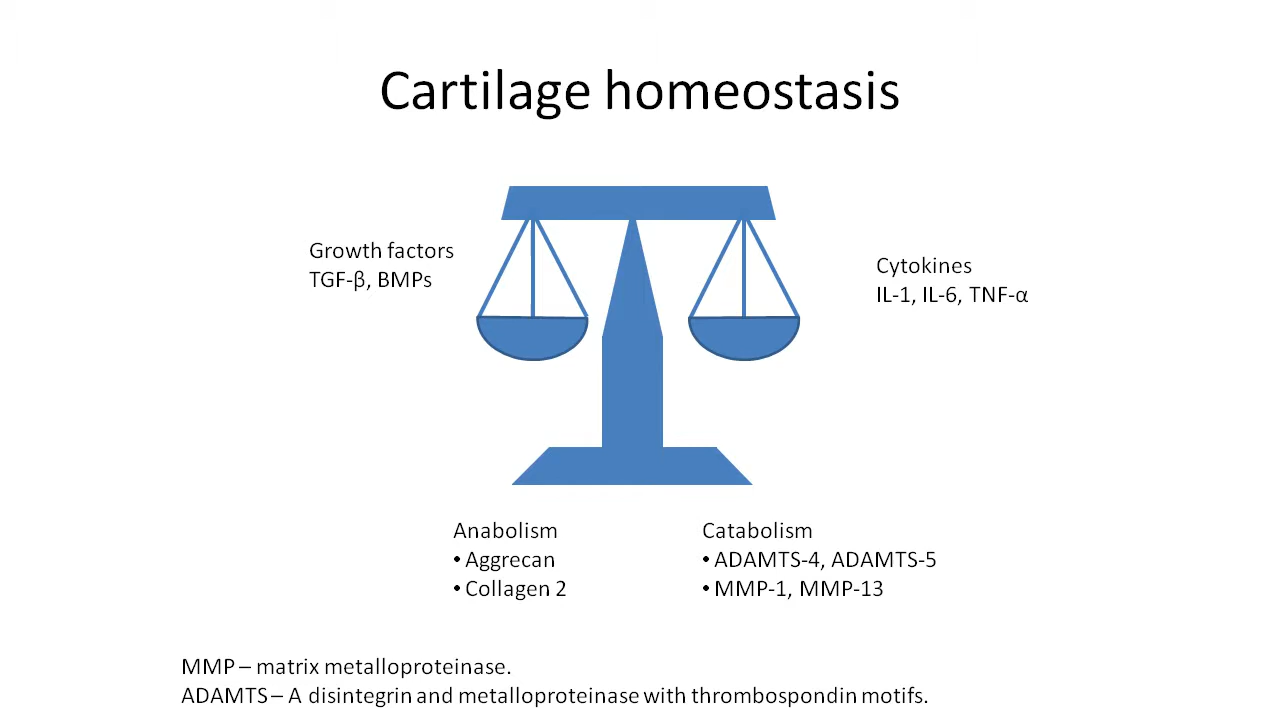 Cartilage homeostasis
Growth factors
TGF-β, BMPs
Cytokines
IL-1, IL-6, TNF-α
Anabolism
• Aggrecan
• Collagen 2
Catabolism
• ADAMTS-4, ADAMTS-5
• MMP-1, MMP-13
MMP – matrix metalloproteinase.
ADAMTS – A disintegrin and metalloproteinase with thrombospondin motifs.